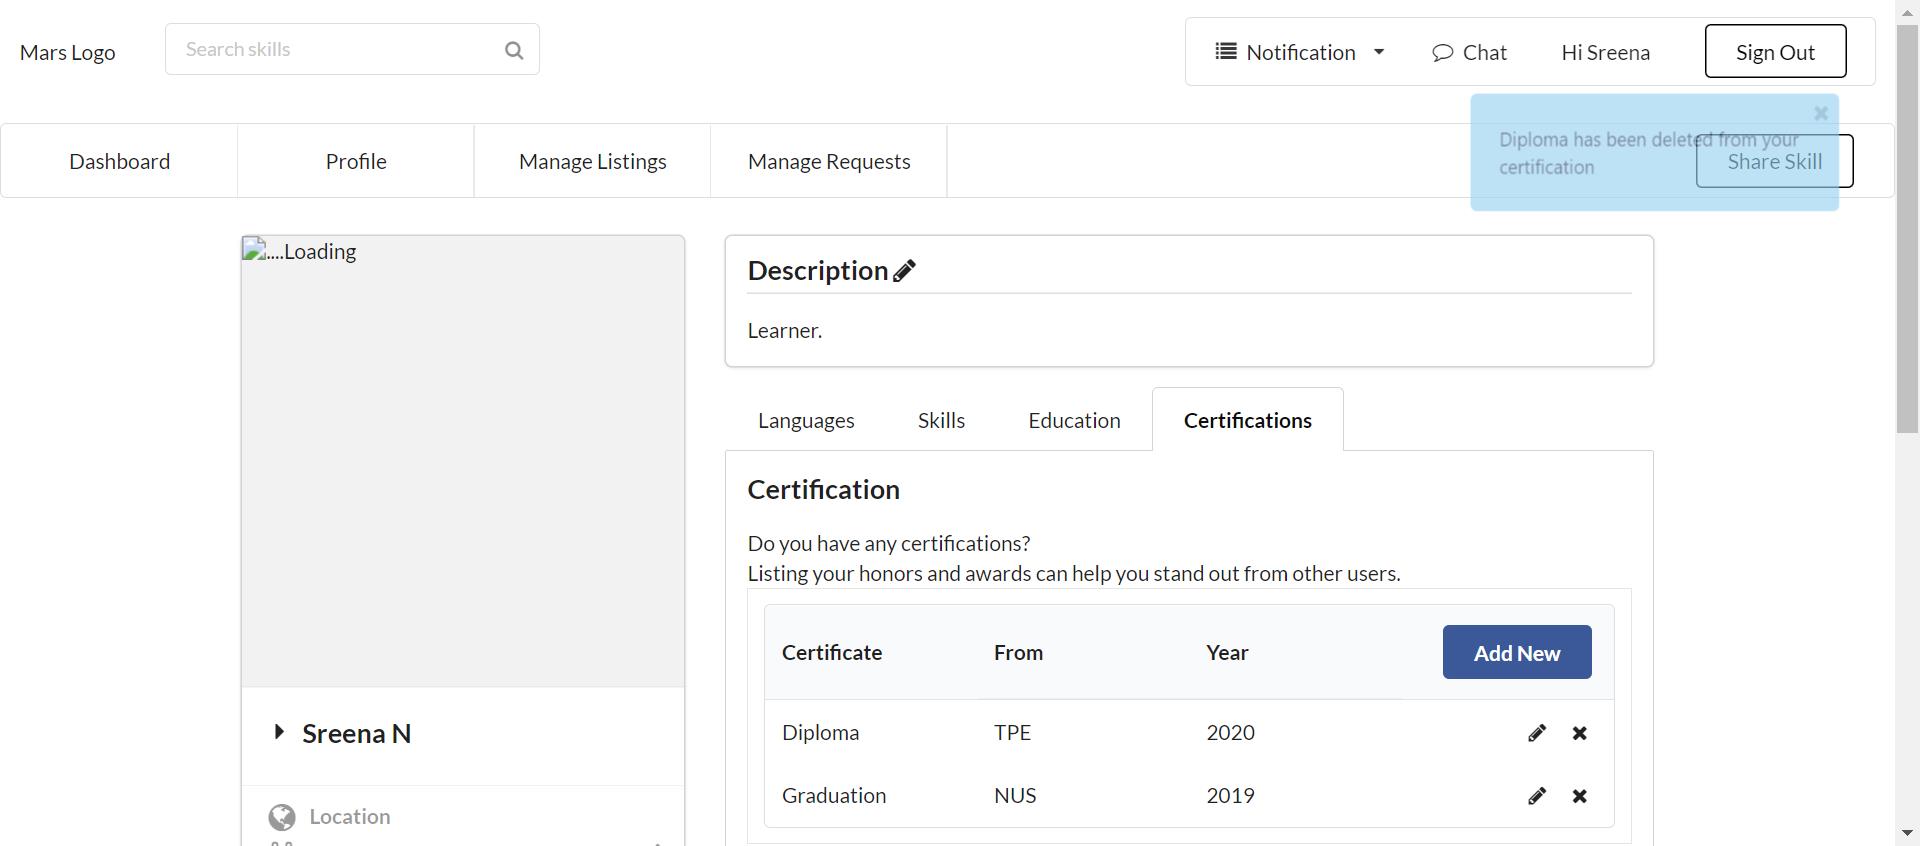 Mars Logo
Search skills
Notification
Chat
Hi Sreena
Sign Out
Dashboard
Profile
Manage Listings
Manage Requests
Diploma has been deleted from your
certification
Share Skill
....Loading
Description
Learner.
Languages
Skills
Education
Certifications
Certification
Do you have any certifications?
Listing your honors and awards can help you stand out from other users.
Certificate From Year Add New
Diploma TPE 2020
Graduation NUS 2019
Sreena N
Location